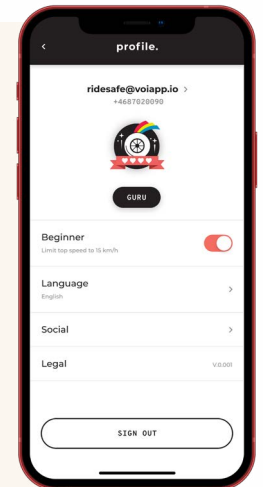 profile.
ridesafe@voiapp.io
+4687020090
GURU
Beginner
Limit top speed to 15 km/h
Language
English
Social
Legal
V.0.001
SIGN OUT